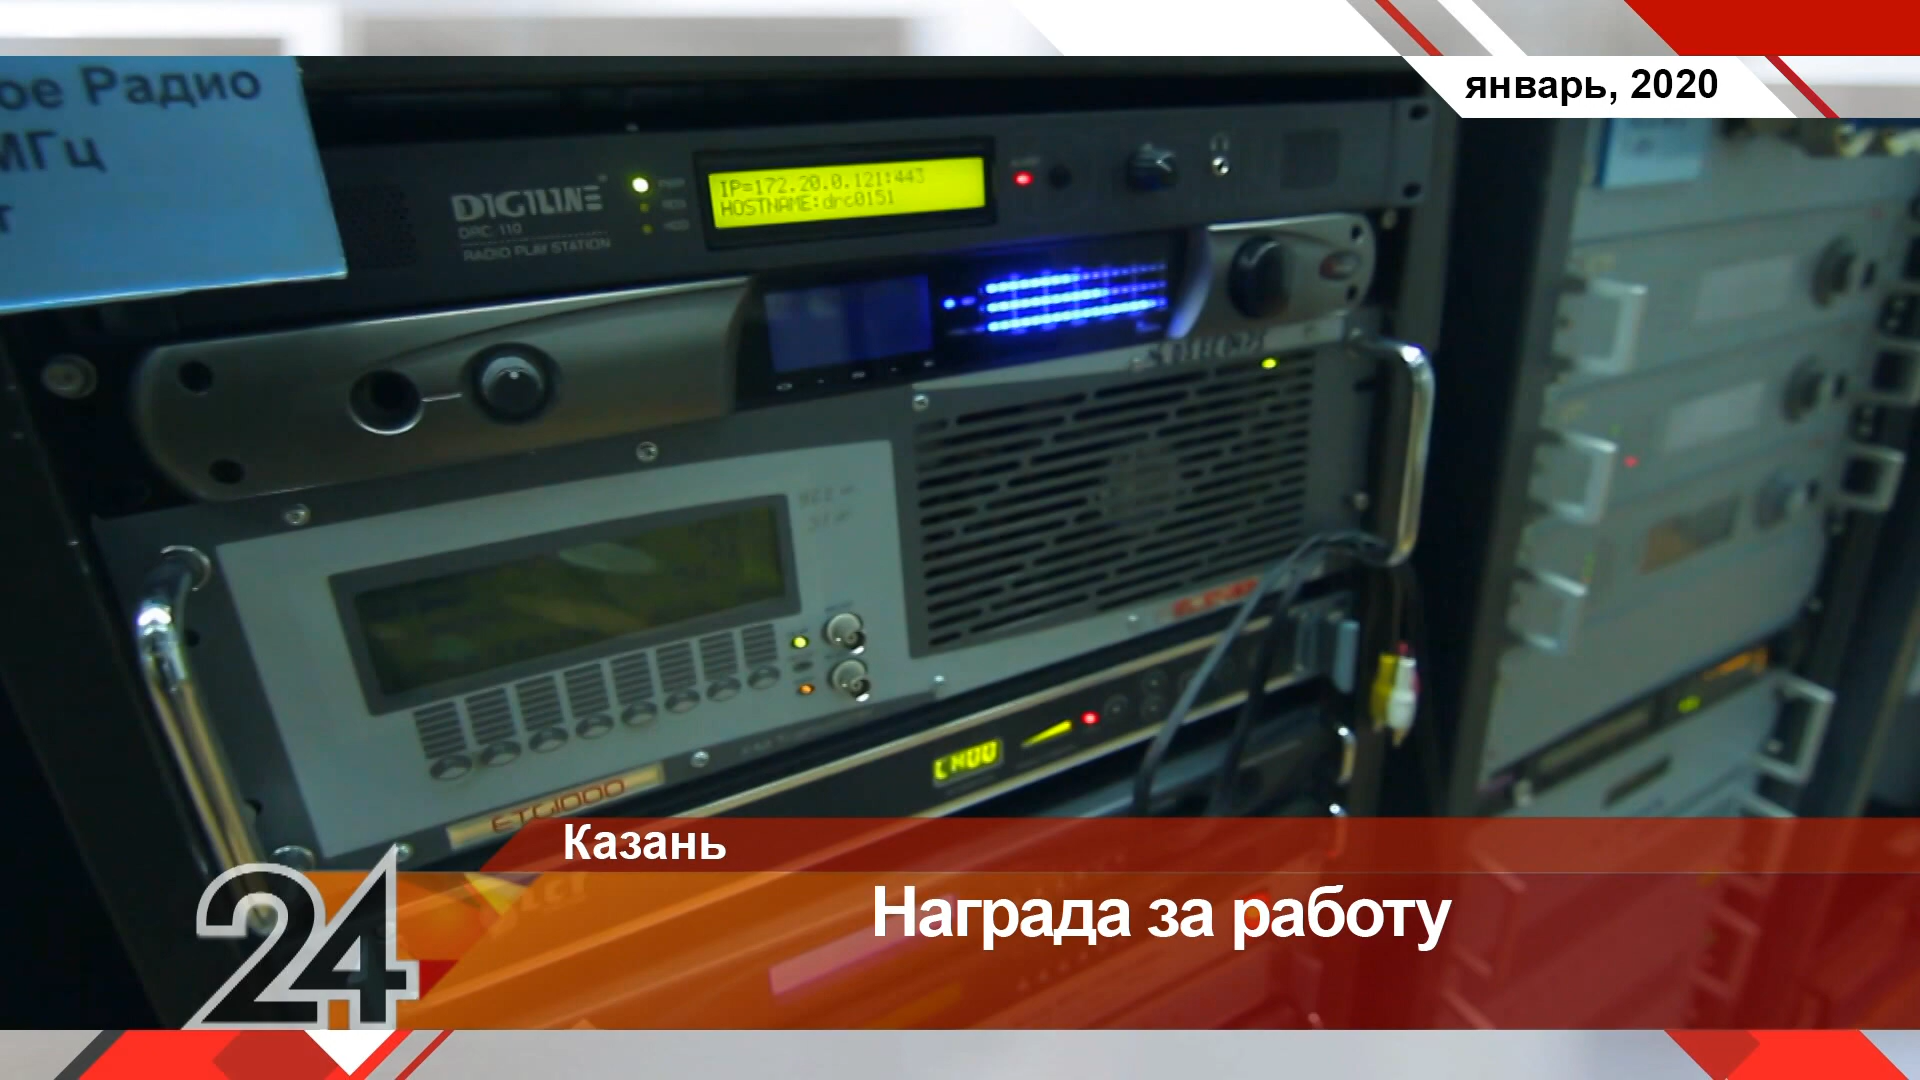 январь, 2020
ое Радио
МГц
т
DIGILINE
DRC 110
RADIO PLAY STATION
IP=172.20.0.121:443
HOSTNAME:drc0151
CH00
ETG1000
Казань
Награда за работу
24